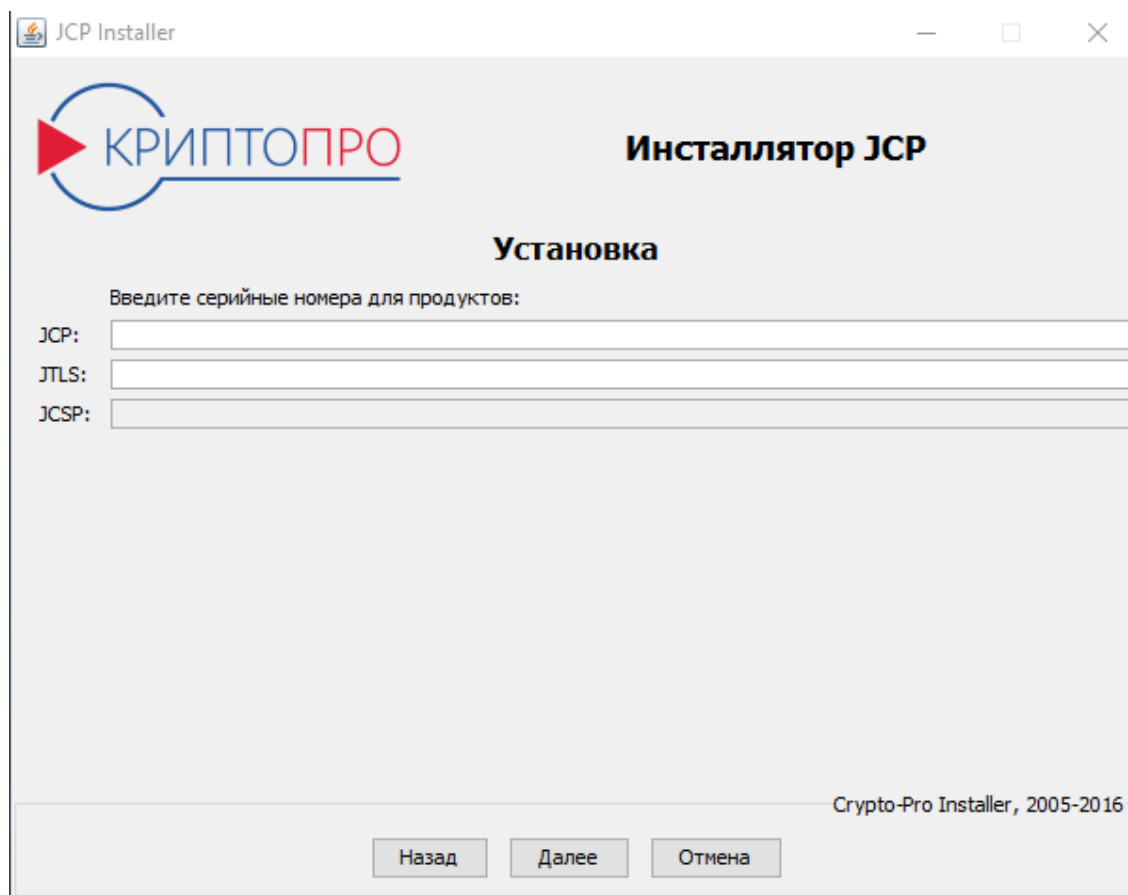 JCP Installer
КРИПТОПРО
Инсталлятор JCP
Установка
Введите серийные номера для продуктов:
JCP:
JTLS:
JCSP:
Crypto-Pro Installer, 2005-2016
Назад Далее Отмена